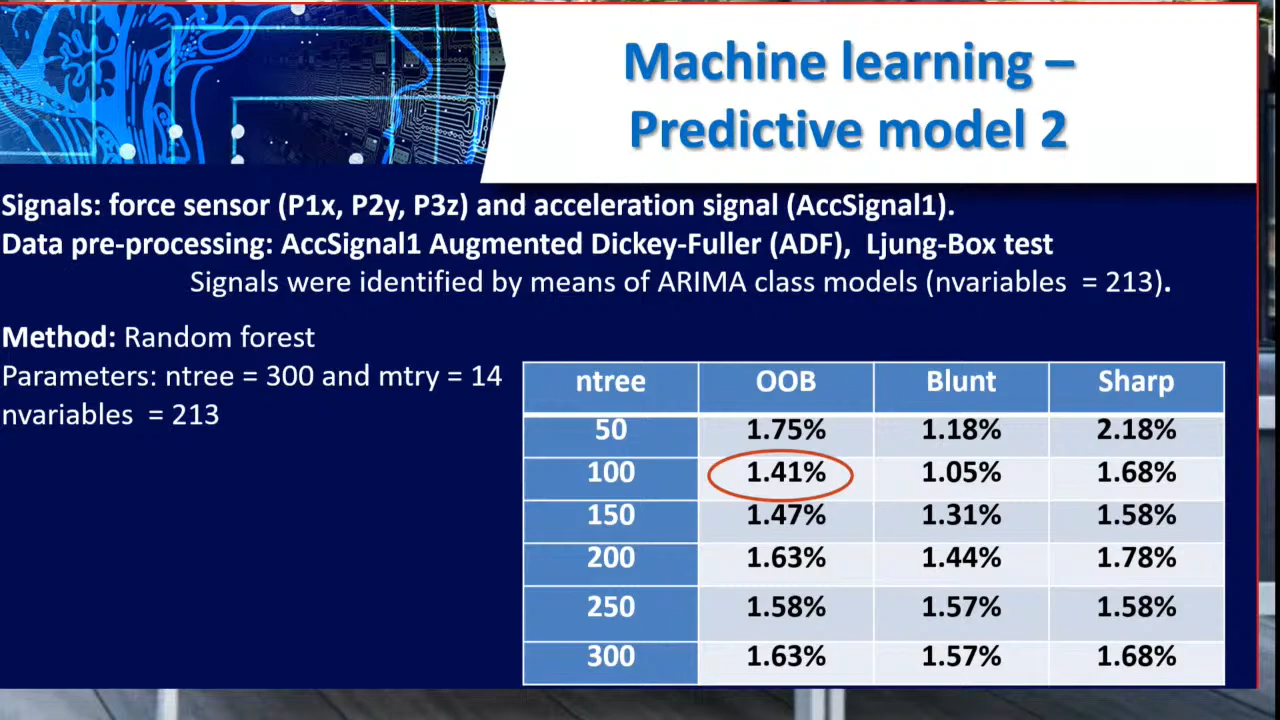 Machine learning –
Predictive model 2
Signals: force sensor (P1x, P2y, P3z) and acceleration signal (AccSignal1).
Data pre-processing: AccSignal1 Augmented Dickey-Fuller (ADF), Ljung-Box test
Signals were identified by means of ARIMA class models (nvariables = 213).
Method: Random forest
Parameters: ntree = 300 and mtry = 14
nvariables = 213
ntree OOB Blunt Sharp
50 1.75% 1.18% 2.18%
100 1.41% 1.05% 1.68%
150 1.47% 1.31% 1.58%
200 1.63% 1.44% 1.78%
250 1.58% 1.57% 1.58%
300 1.63% 1.57% 1.68%